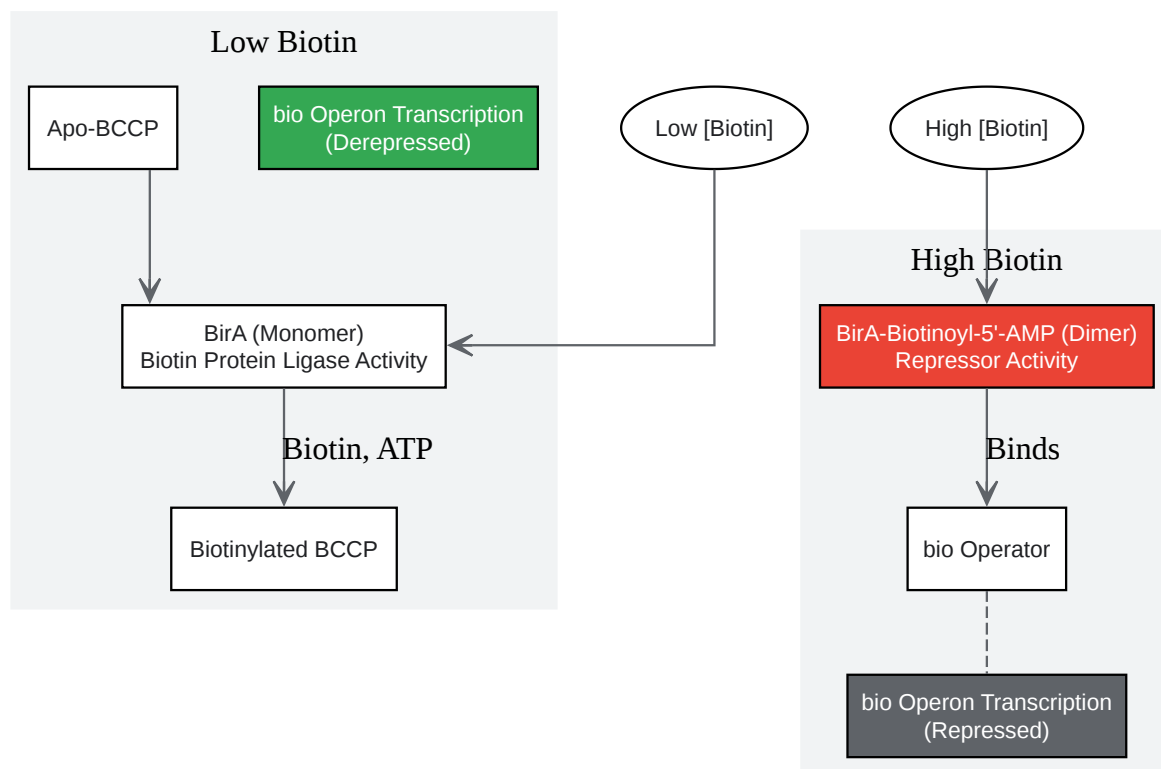 Low Biotin
Apo-BCCP
bio Operon Transcription
(Derepressed)
Low [Biotin]
High [Biotin]
High Biotin
BirA (Monomer)
Biotin Protein Ligase Activity
BirA-Biotinoyl-5'-AMP (Dimer)
Repressor Activity
Biotin, ATP
Binds
Biotinylated BCCP
bio Operator
bio Operon Transcription
(Repressed)